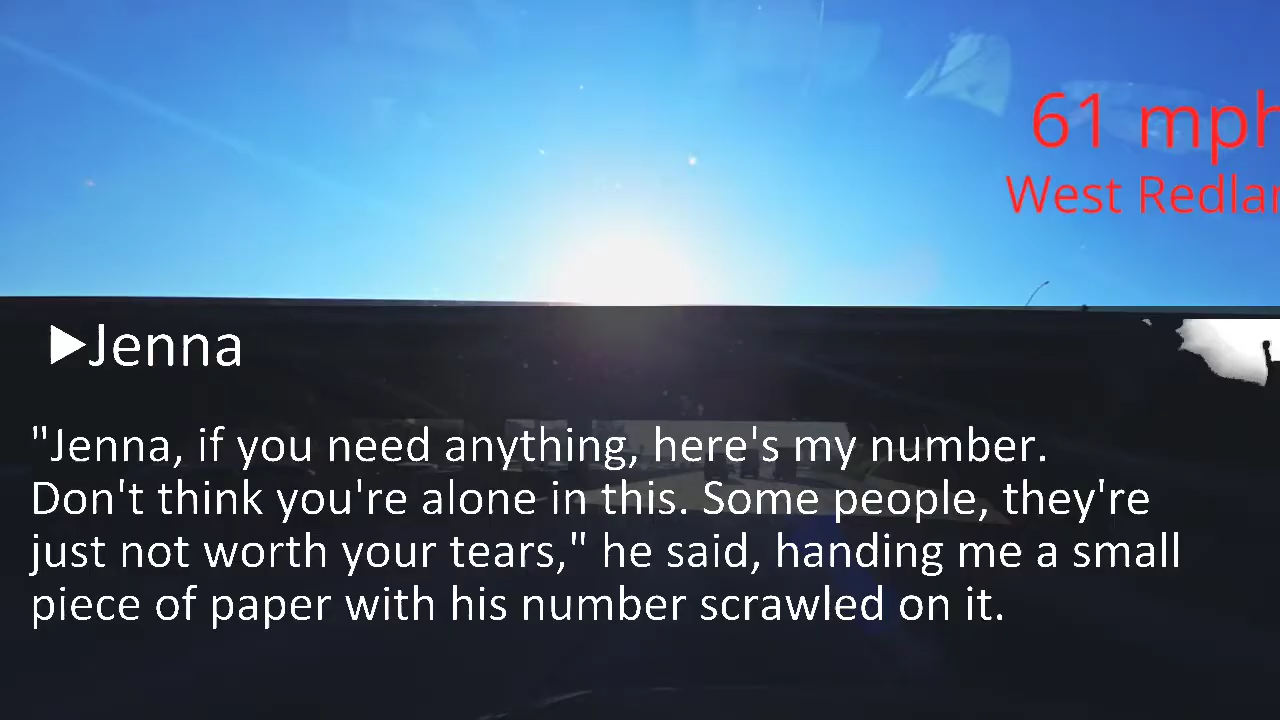 61 mph
West Redlan
▶Jenna
"Jenna, if you need anything, here's my number.
Don't think you're alone in this. Some people, they're
just not worth your tears," he said, handing me a small
piece of paper with his number scrawled on it.